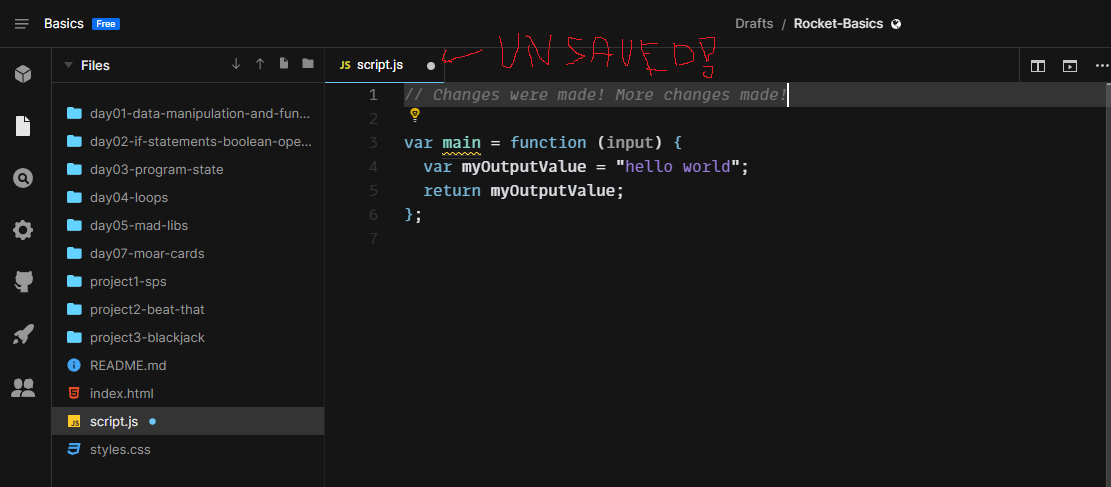 Basics Free
Drafts / Rocket-Basics
Files
JS script.js
← UNSAVED!
day01-data-manipulation-and-fun...
day02-if-statements-boolean-ope...
day03-program-state
day04-loops
day05-mad-libs
day07-moar-cards
project1-sps
project2-beat-that
project3-blackjack
README.md
index.html
JS script.js
styles.css
1 // Changes were made! More changes made!
2
3 var main = function (input) {
4   var myOutputValue = "hello world";
5   return myOutputValue;
6 };
7